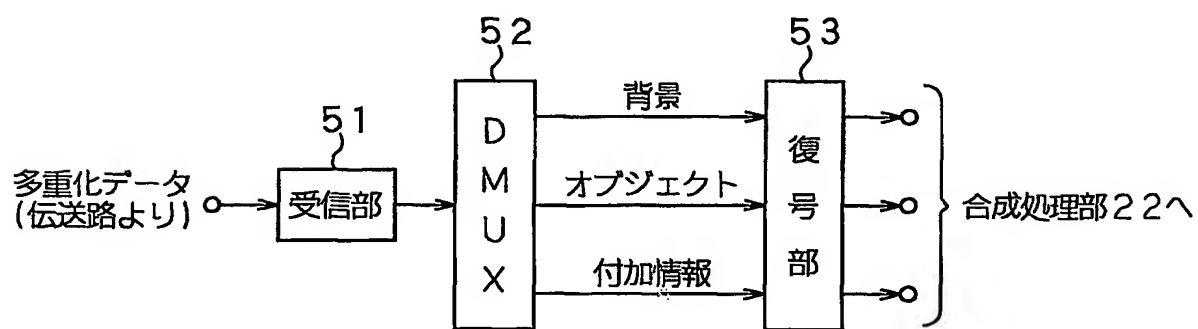 52
53
51
背景
多重化データ
(伝送路より)
受信部
DMUX
オブジェクト
付加情報
復号部
合成処理部22へ